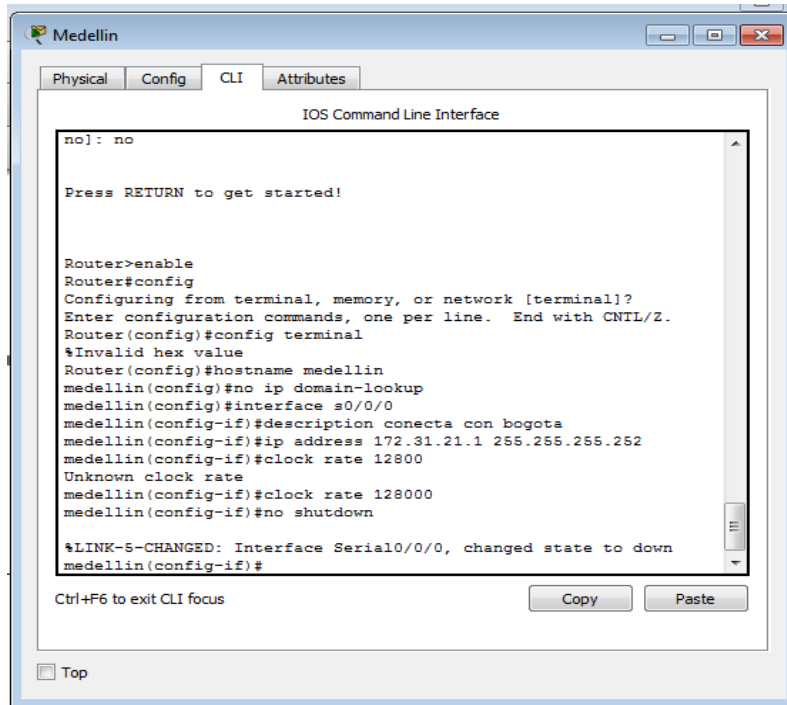 Medellin
Physical Config CLI Attributes
IOS Command Line Interface
no]: no
Press RETURN to get started!
Router>enable
Router#config
Configuring from terminal, memory, or network [terminal]?
Enter configuration commands, one per line.  End with CNTL/Z.
Router(config)#config terminal
%Invalid hex value
Router(config)#hostname medellin
medellin(config)#no ip domain-lookup
medellin(config)#interface s0/0/0
medellin(config-if)#description conecta con bogota
medellin(config-if)#ip address 172.31.21.1 255.255.255.252
medellin(config-if)#clock rate 12800
Unknown clock rate
medellin(config-if)#clock rate 128000
medellin(config-if)#no shutdown
%LINK-5-CHANGED: Interface Serial0/0/0, changed state to down
medellin(config-if)#
Ctrl+F6 to exit CLI focus Copy Paste
Top